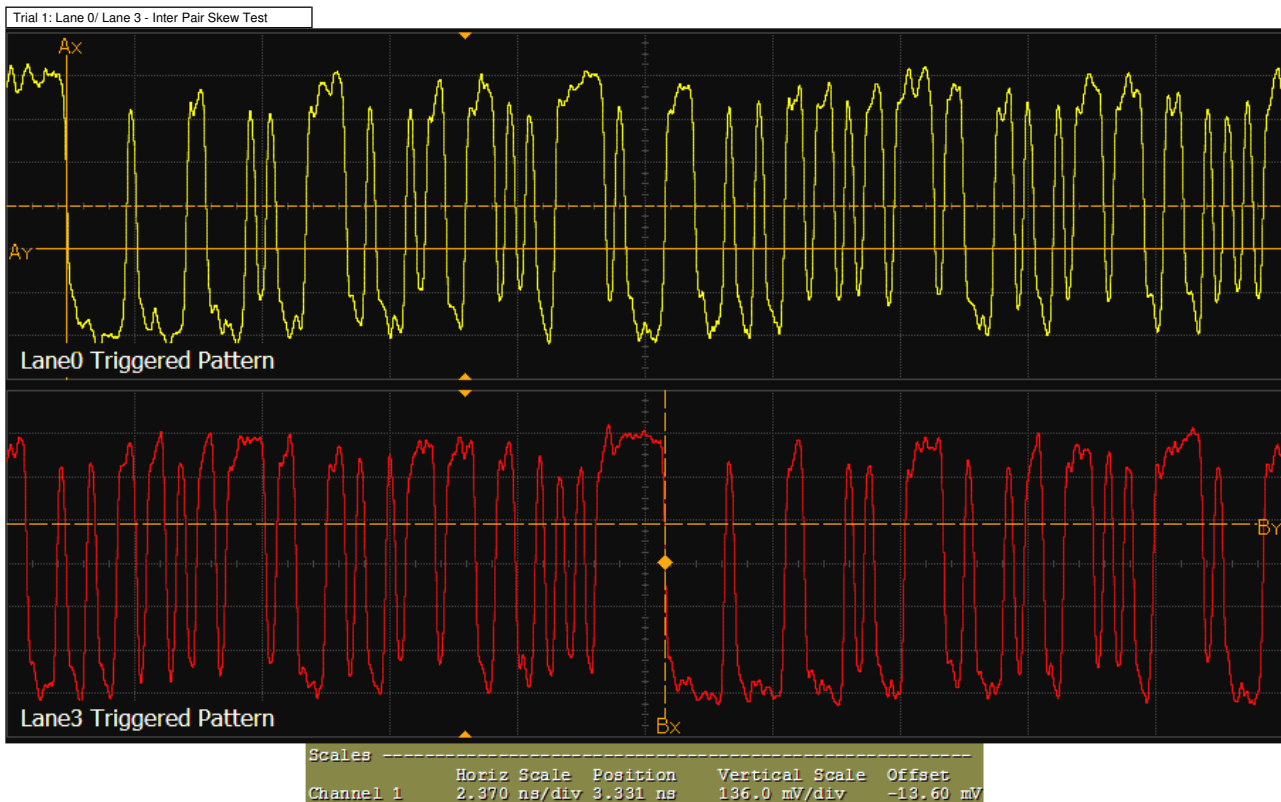 Trial 1: Lane 0/ Lane 3 - Inter Pair Skew Test
Ax
AY
Lane0 Triggered Pattern
BY
Lane3 Triggered Pattern
Bx
Scales ---------------------------------------------------------
Horiz Scale Position Vertical Scale Offset
Channel 1 2.370 ns/div 3.331 ns 136.0 mV/div -13.60 mV